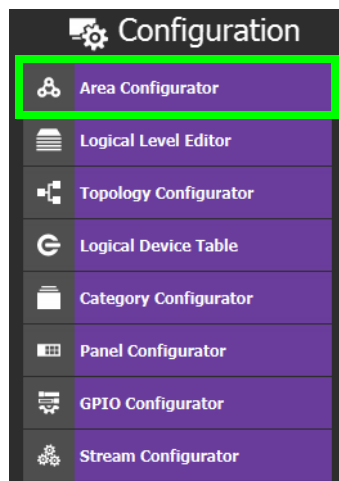 Configuration
Area Configurator
Logical Level Editor
Topology Configurator
Logical Device Table
Category Configurator
Panel Configurator
GPIO Configurator
Stream Configurator